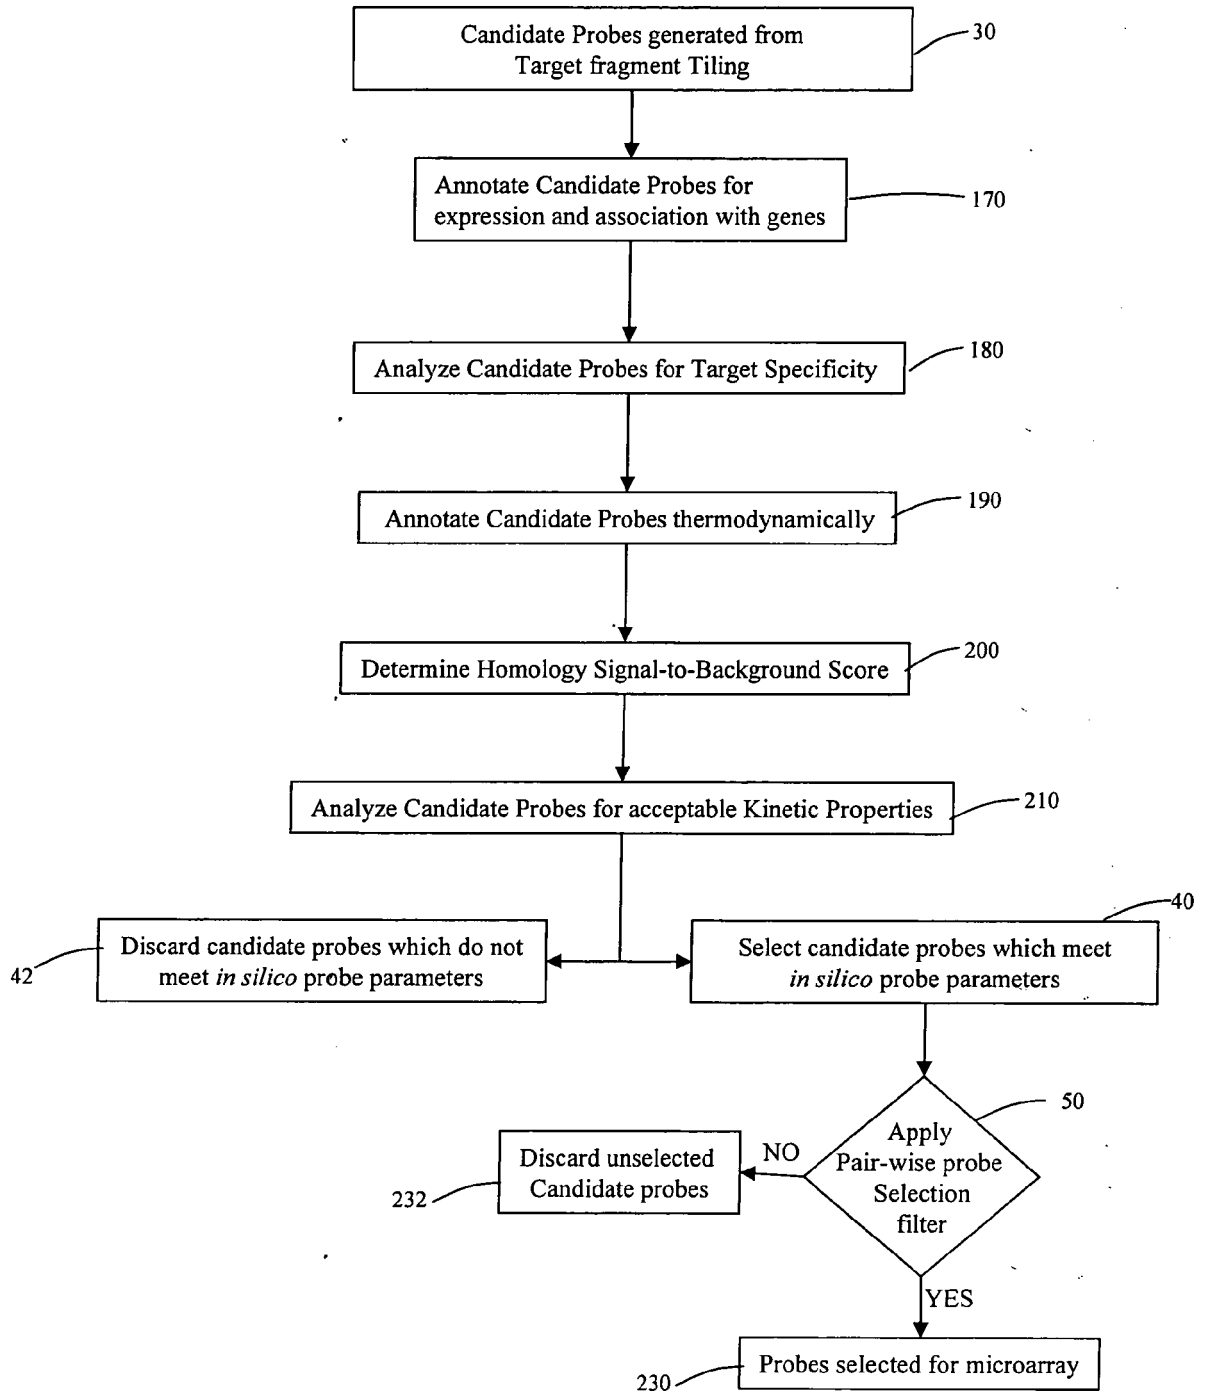 Candidate Probes generated from
Target fragment Tiling
30
Annotate Candidate Probes for
expression and association with genes
170
Analyze Candidate Probes for Target Specificity
180
Annotate Candidate Probes thermodynamically
190
Determine Homology Signal-to-Background Score
200
Analyze Candidate Probes for acceptable Kinetic Properties
210
Discard candidate probes which do not
meet in silico probe parameters
42
Select candidate probes which meet
in silico probe parameters
40
Apply
Pair-wise probe
Selection
filter
50
NO
Discard unselected
Candidate probes
232
YES
Probes selected for microarray
230